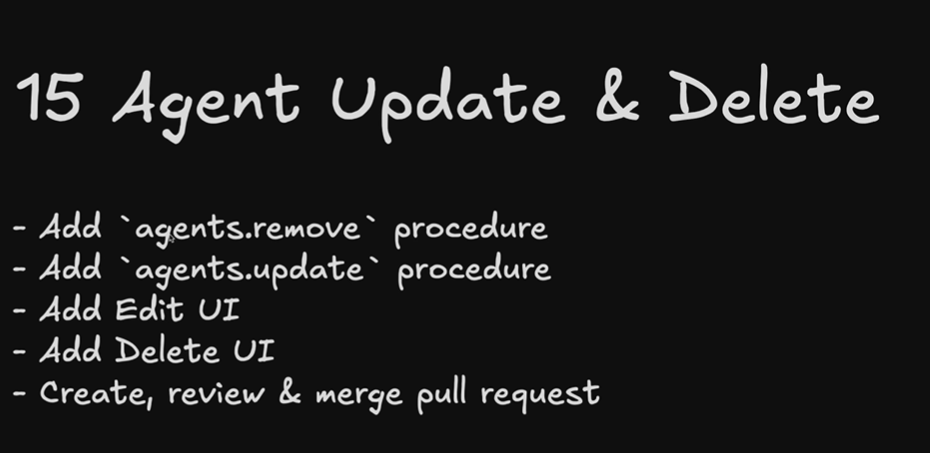 15 Agent Update & Delete
- Add `agents.remove` procedure
- Add `agents.update` procedure
- Add Edit UI
- Add Delete UI
- Create, review & merge pull request